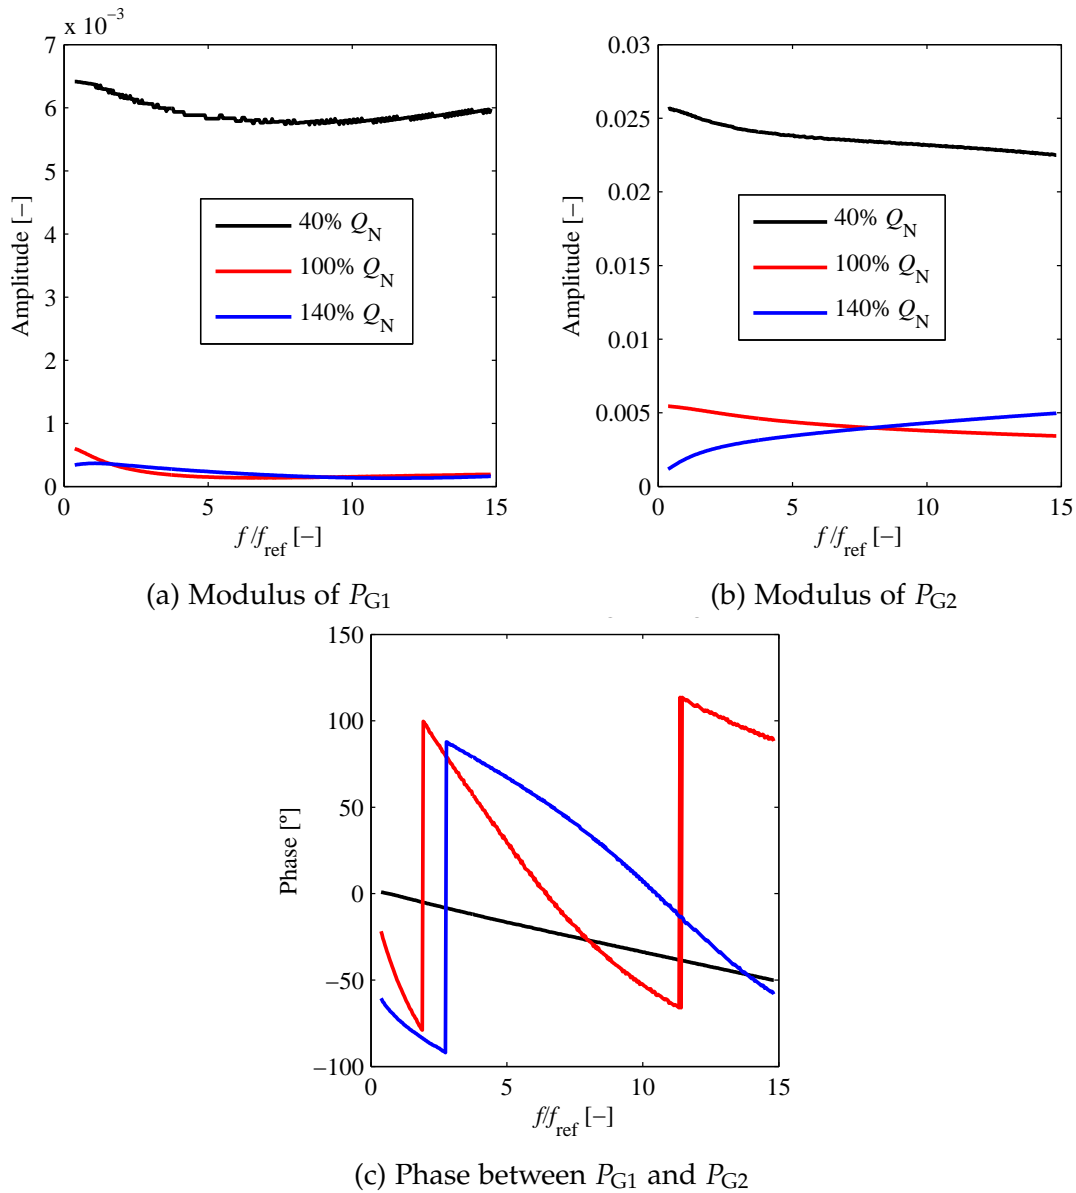 x 10⁻³
7
6
5
4
3
2
1
0
Amplitude [–]
40% Q_N
100% Q_N
140% Q_N
0 5 10 15
f/f_ref [–]
(a) Modulus of P_G1
0.03
0.025
0.02
0.015
0.01
0.005
0
Amplitude [–]
40% Q_N
100% Q_N
140% Q_N
0 5 10 15
f/f_ref [–]
(b) Modulus of P_G2
150
100
50
0
−50
−100
Phase [º]
0 5 10 15
f/f_ref [–]
(c) Phase between P_G1 and P_G2